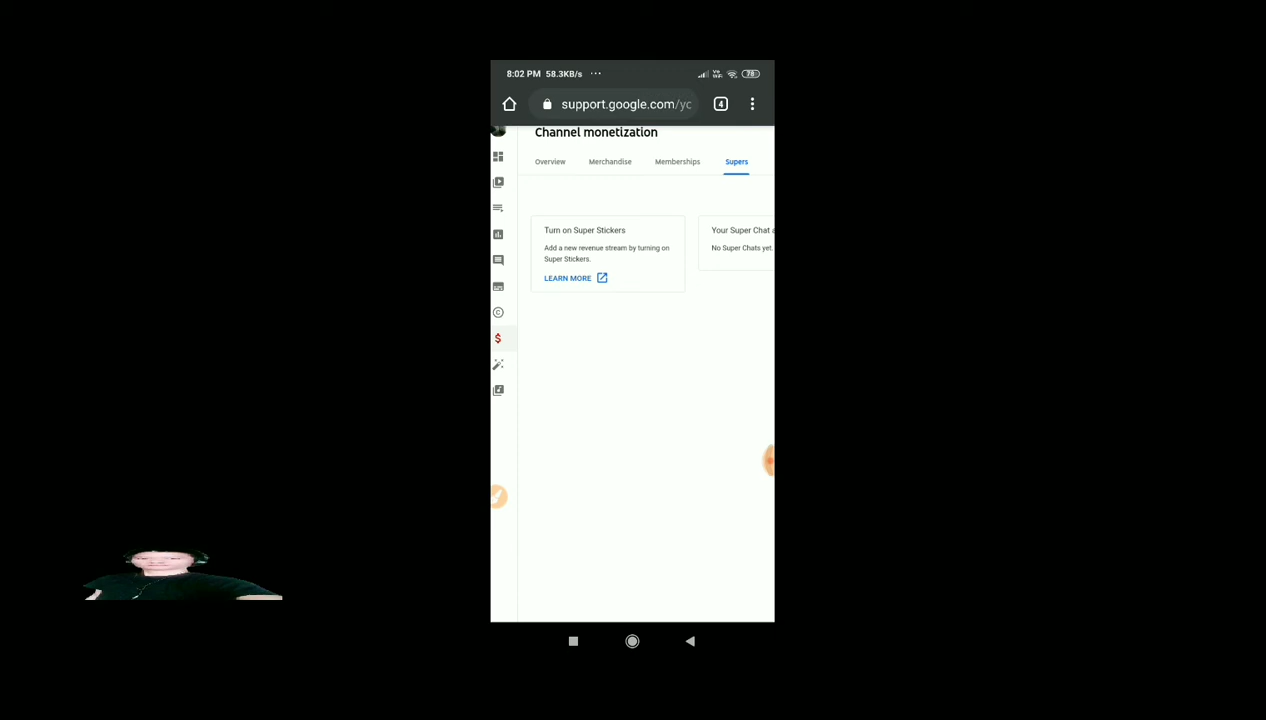 8:02 PM 58.3KB/s ...
78
support.google.com/yc
4
Channel monetization
Overview Merchandise Memberships Supers
Turn on Super Stickers
Add a new revenue stream by turning on
Super Stickers.
LEARN MORE
Your Super Chat a
No Super Chats yet.